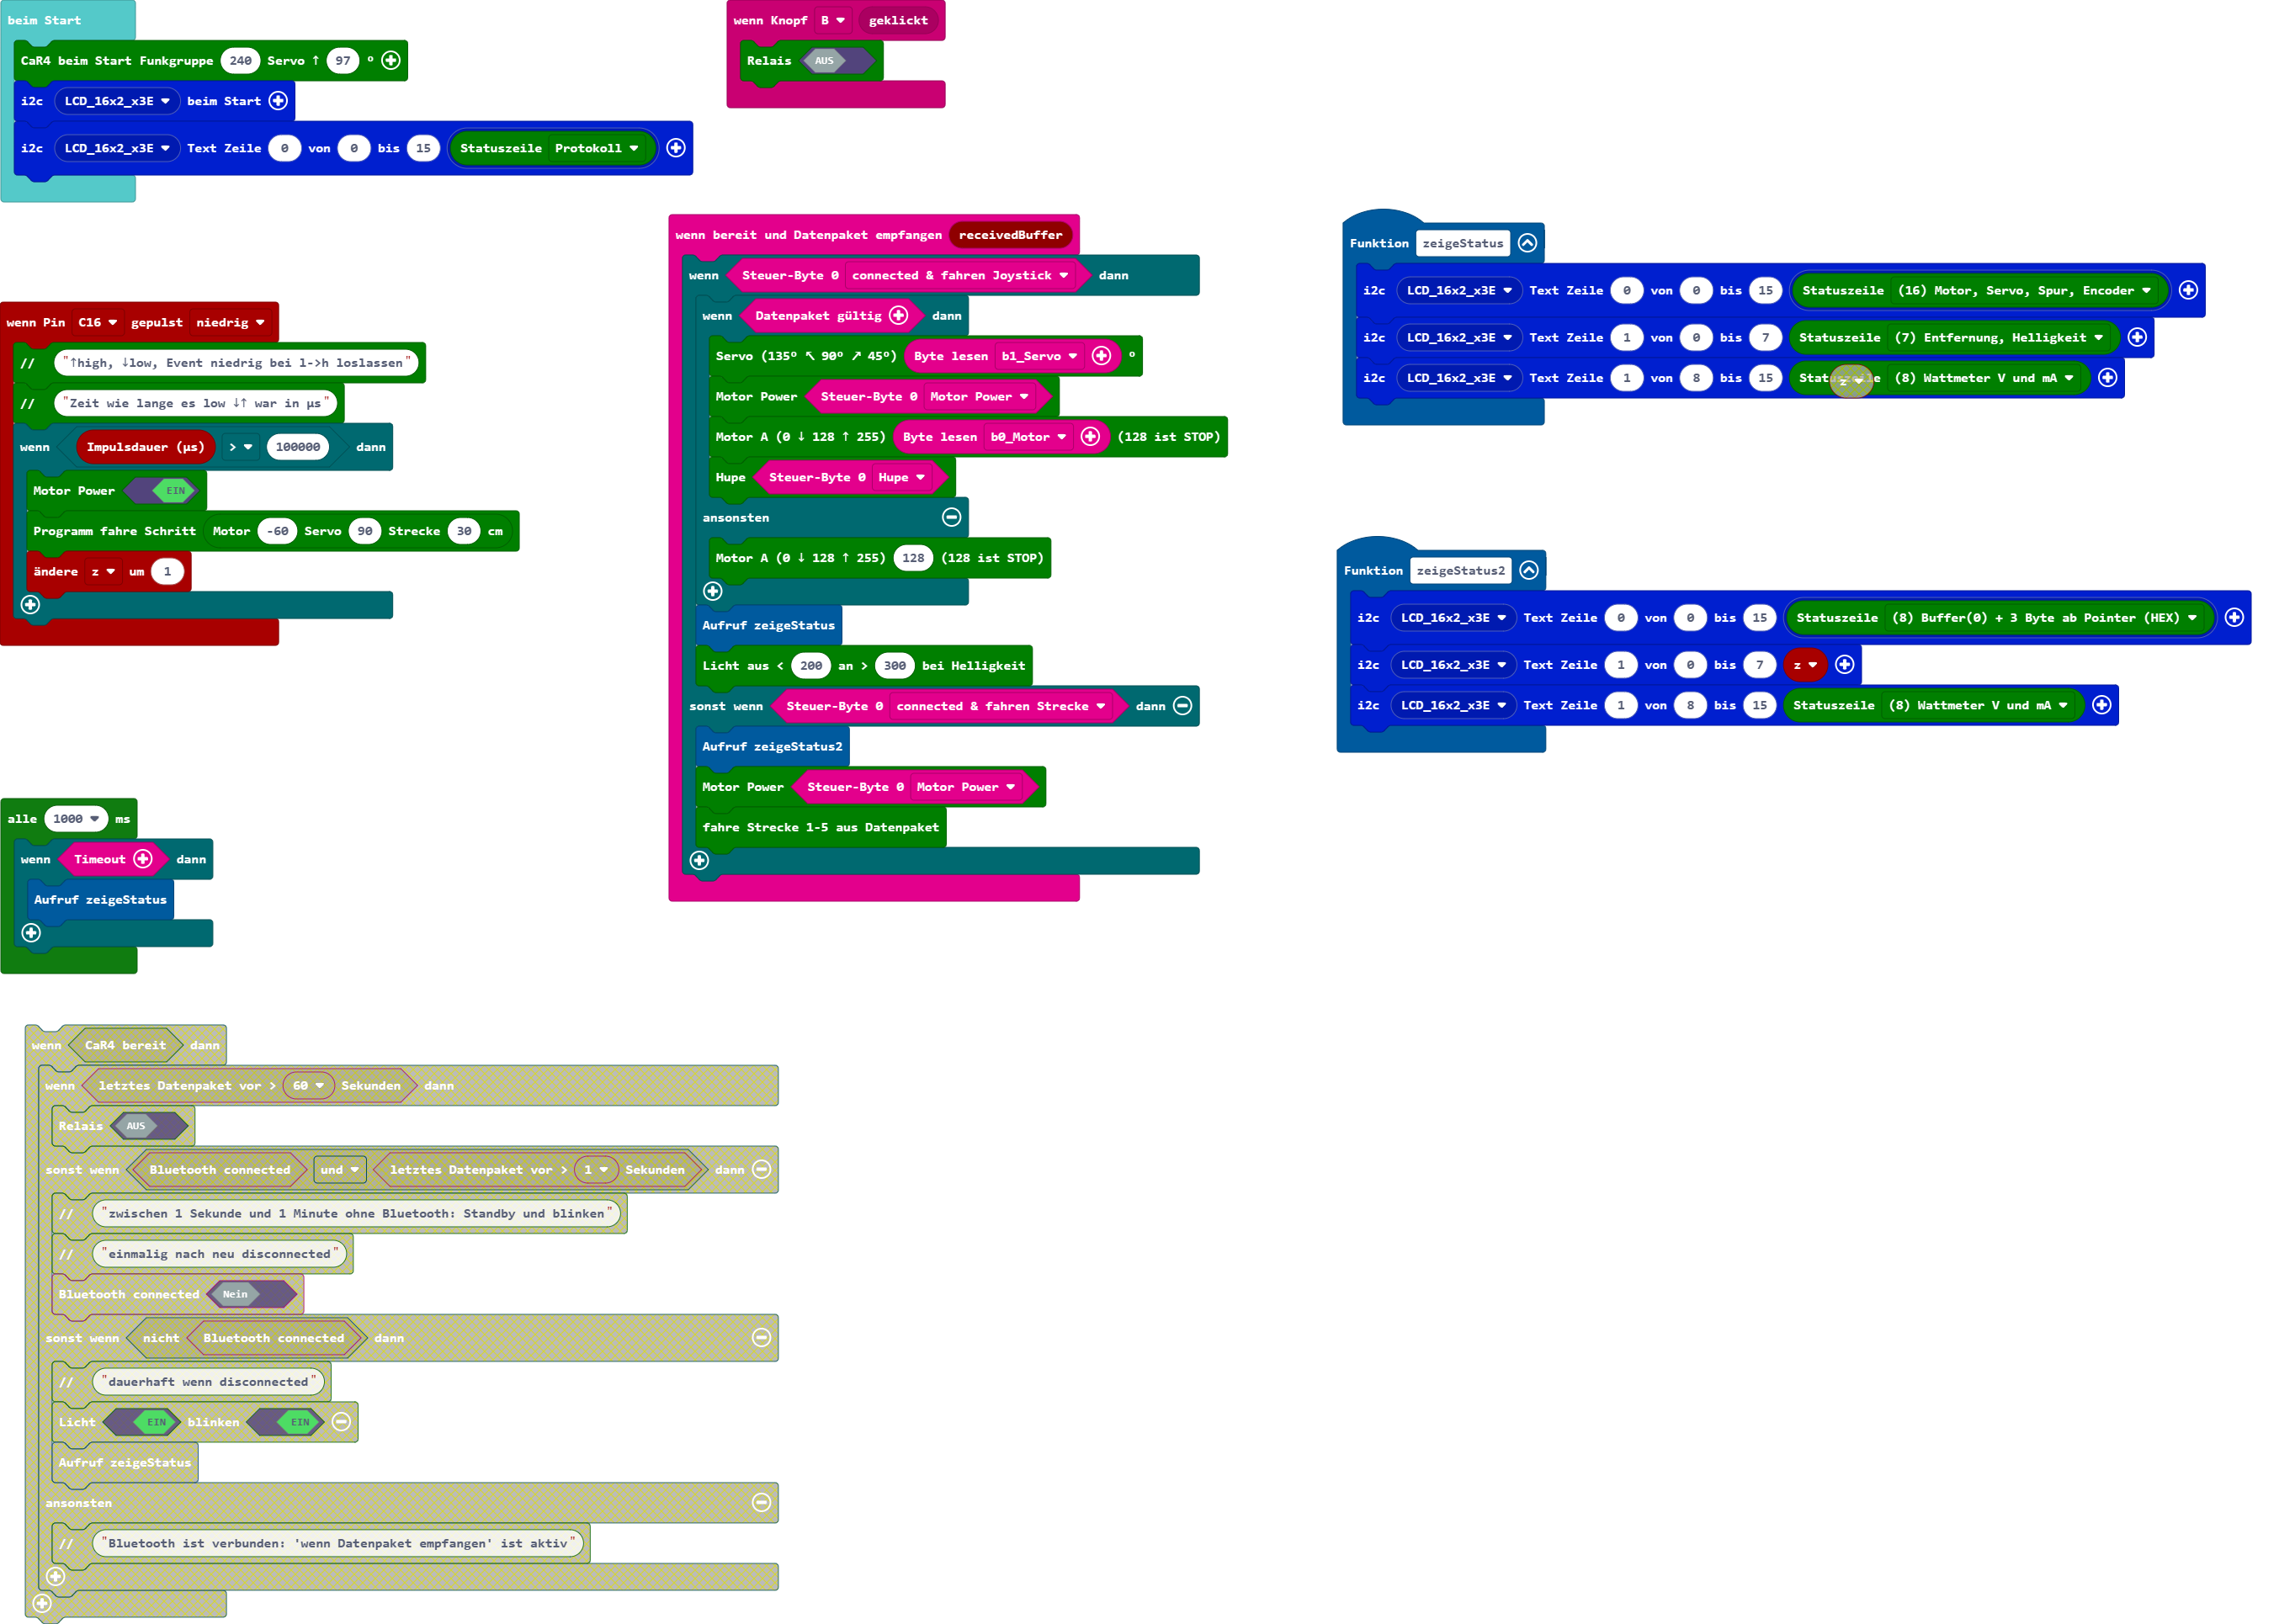 beim Start
CaR4 beim Start Funkgruppe 240 Servo ↑ 97 °
i2c LCD_16x2_x3E beim Start
i2c LCD_16x2_x3E Text Zeile 0 von 0 bis 15 Statuszeile Protokoll
wenn Knopf B geklickt
Relais AUS
wenn Pin C16 gepulst niedrig
// "↑high, ↓low, Event niedrig bei l->h loslassen"
// "Zeit wie lange es low ↓↑ war in µs"
wenn Impulsdauer (µs) > 100000 dann
Motor Power EIN
Programm fahre Schritt Motor -60 Servo 90 Strecke 30 cm
ändere z um 1
alle 1000 ms
wenn Timeout dann
Aufruf zeigeStatus
wenn bereit und Datenpaket empfangen receivedBuffer
wenn Steuer-Byte 0 connected & fahren Joystick dann
wenn Datenpaket gültig dann
Servo (135° ↖ 90° ↗ 45°) Byte lesen b1_Servo °
Motor Power Steuer-Byte 0 Motor Power
Motor A (0 ↓ 128 ↑ 255) Byte lesen b0_Motor (128 ist STOP)
Hupe Steuer-Byte 0 Hupe
ansonsten
Motor A (0 ↓ 128 ↑ 255) 128 (128 ist STOP)
Aufruf zeigeStatus
Licht aus < 200 an > 300 bei Helligkeit
sonst wenn Steuer-Byte 0 connected & fahren Strecke dann
Aufruf zeigeStatus2
Motor Power Steuer-Byte 0 Motor Power
fahre Strecke 1-5 aus Datenpaket
Funktion zeigeStatus
i2c LCD_16x2_x3E Text Zeile 0 von 0 bis 15 Statuszeile (16) Motor, Servo, Spur, Encoder
i2c LCD_16x2_x3E Text Zeile 1 von 0 bis 7 Statuszeile (7) Entfernung, Helligkeit
i2c LCD_16x2_x3E Text Zeile 1 von 8 bis 15 Statuszeile (8) Wattmeter V und mA
z
Funktion zeigeStatus2
i2c LCD_16x2_x3E Text Zeile 0 von 0 bis 15 Statuszeile (8) Buffer(0) + 3 Byte ab Pointer (HEX)
i2c LCD_16x2_x3E Text Zeile 1 von 0 bis 7 z
i2c LCD_16x2_x3E Text Zeile 1 von 8 bis 15 Statuszeile (8) Wattmeter V und mA
wenn CaR4 bereit dann
wenn letztes Datenpaket vor > 60 Sekunden dann
Relais AUS
sonst wenn Bluetooth connected und letztes Datenpaket vor > 1 Sekunden dann
// "zwischen 1 Sekunde und 1 Minute ohne Bluetooth: Standby und blinken"
// "einmalig nach neu disconnected"
Bluetooth connected Nein
sonst wenn nicht Bluetooth connected dann
// "dauerhaft wenn disconnected"
Licht EIN blinken EIN
Aufruf zeigeStatus
ansonsten
// "Bluetooth ist verbunden: 'wenn Datenpaket empfangen' ist aktiv"